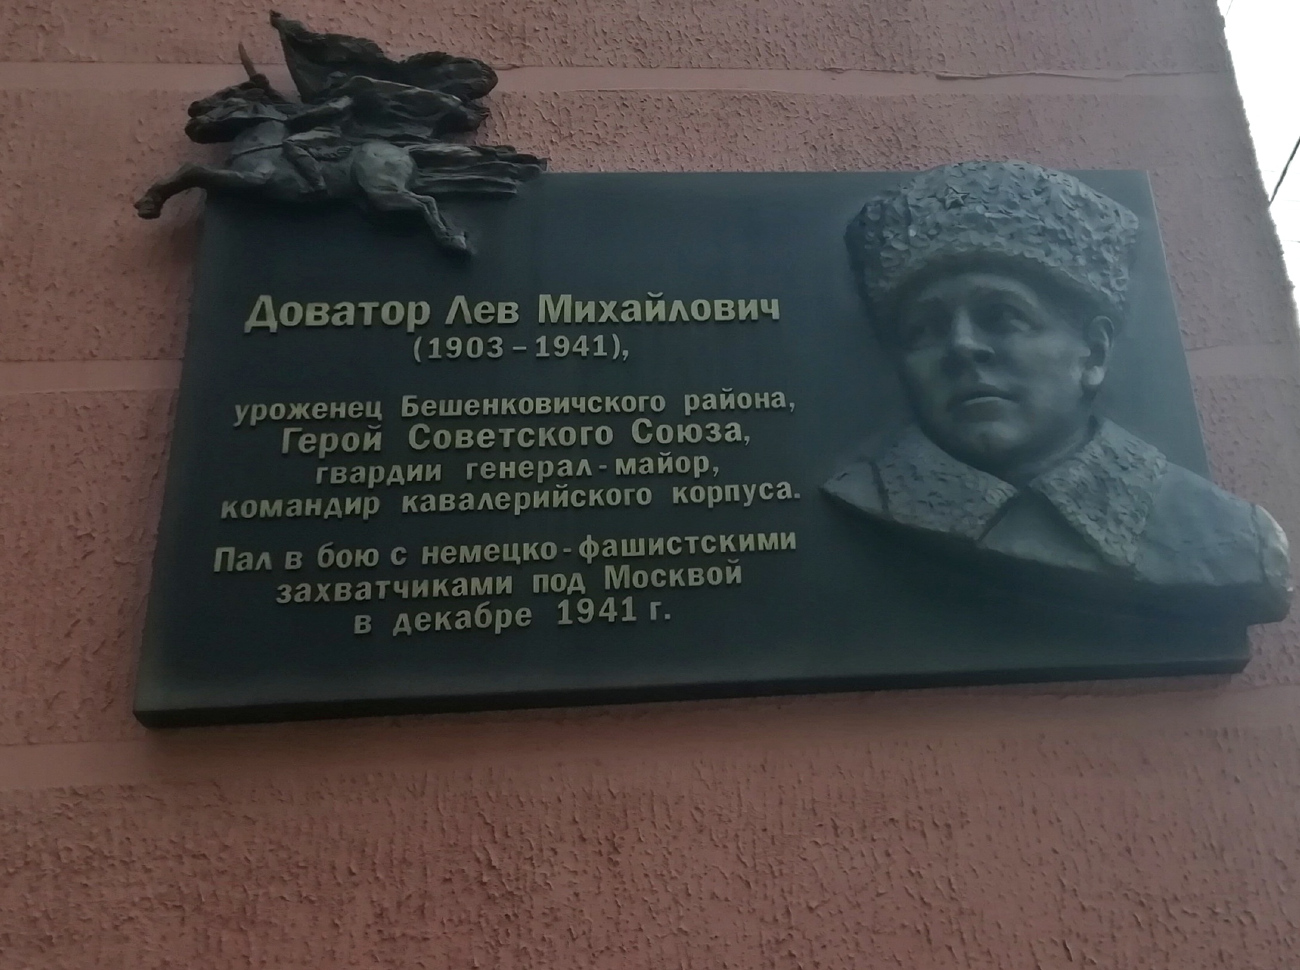 Доватор Лев Михайлович
(1903 – 1941),
уроженец Бешенковичского района,
Герой Советского Союза,
гвардии генерал - майор,
командир кавалерийского корпуса.
Пал в бою с немецко - фашистскими
захватчиками под Москвой
в декабре 1941 г.